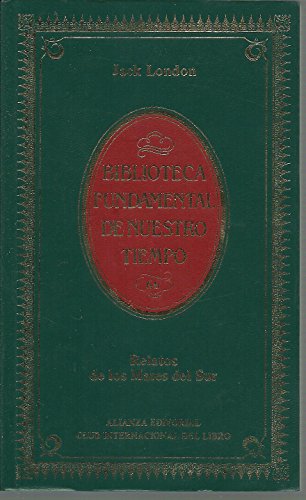 Jack London
BIBLIOTECA
FUNDAMENTAL
DE NUESTRO
TIEMPO
Relatos
de los Mares del Sur
ALIANZA EDITORIAL
CLUB INTERNACIONAL DEL LIBRO